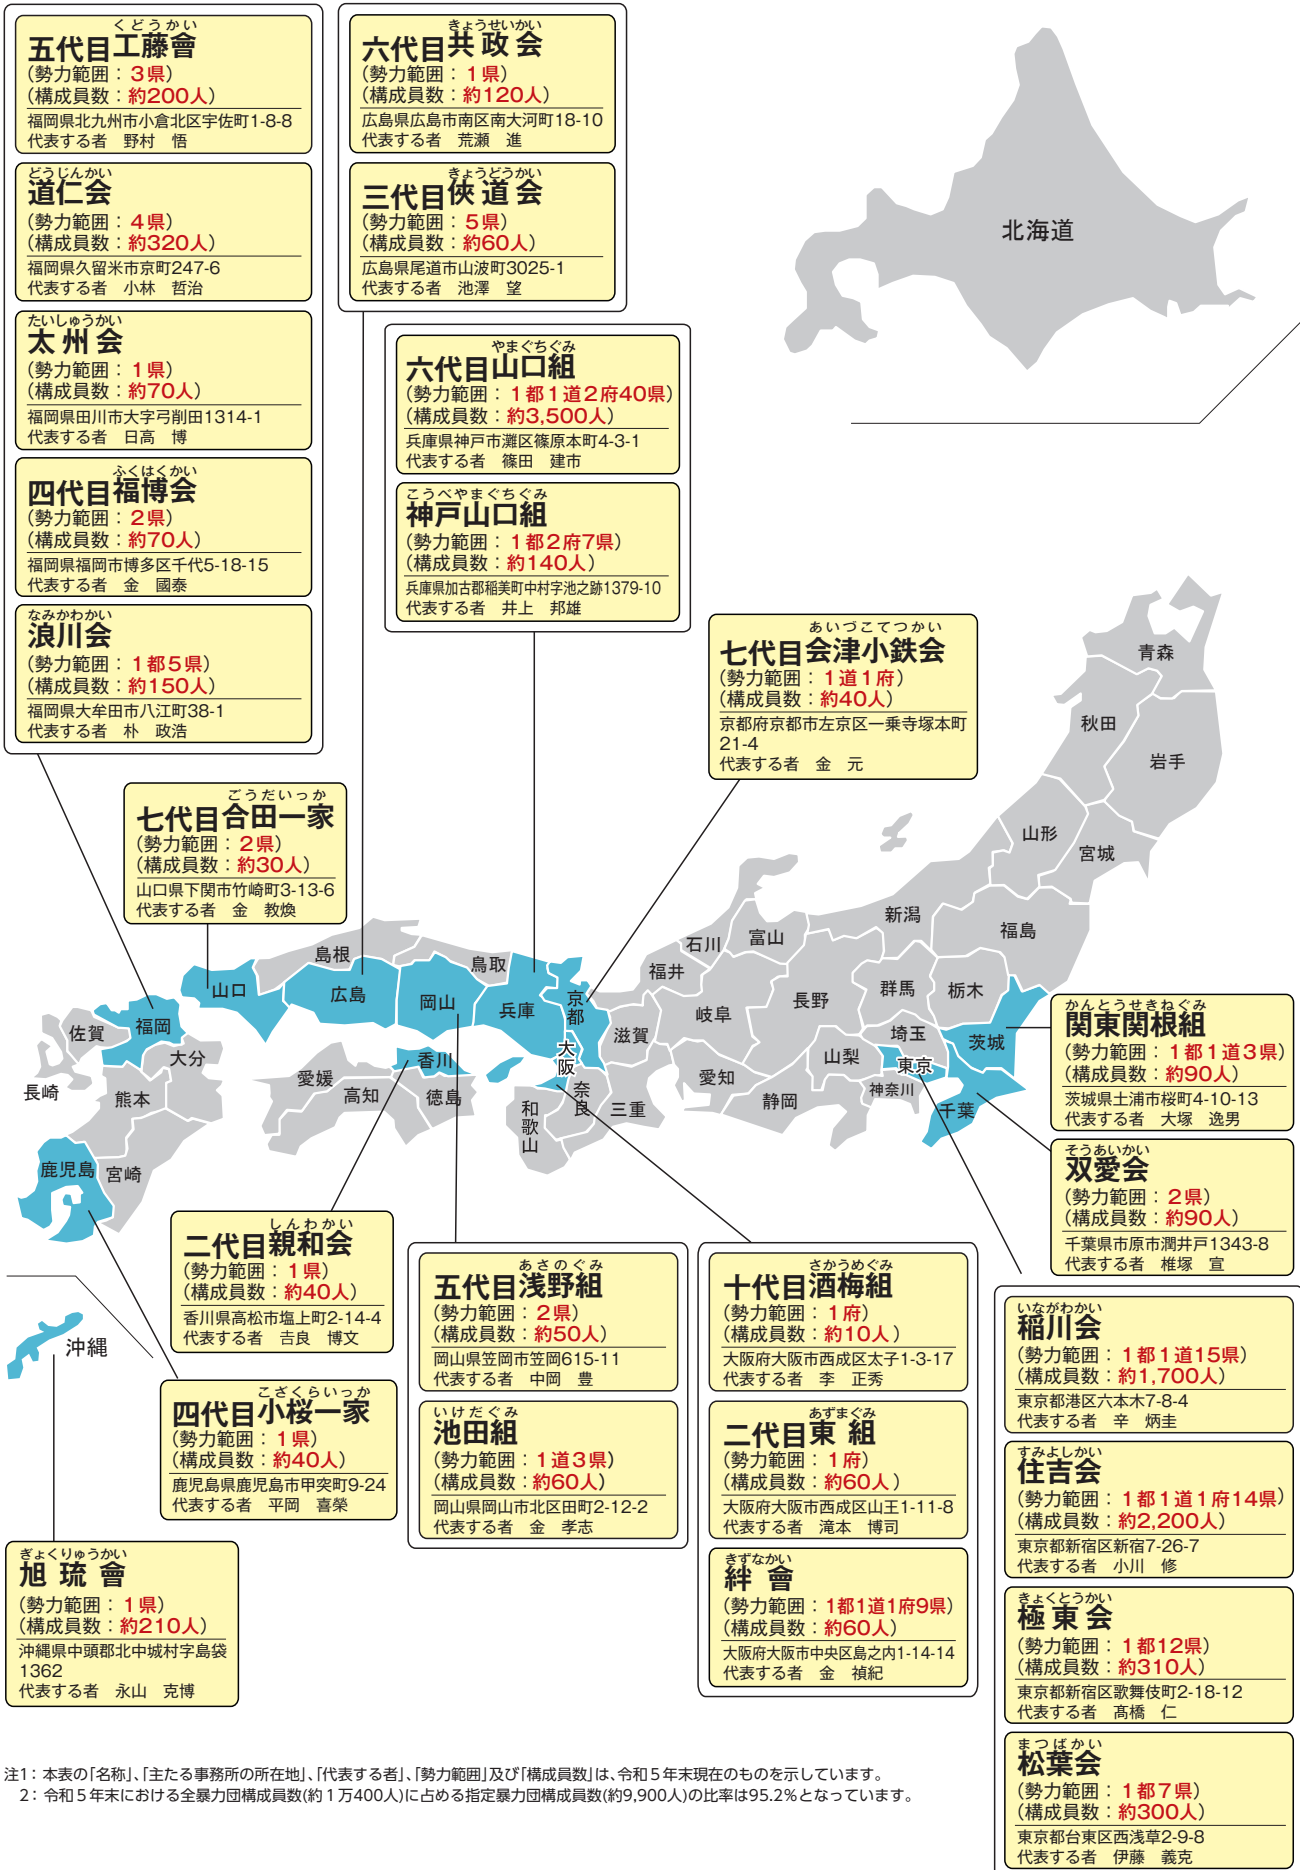 くどうかい
五代目工藤會
(勢力範囲：3県)
(構成員数：約200人)
福岡県北九州市小倉北区宇佐町1-8-8
代表する者　野村　悟
どうじんかい
道仁会
(勢力範囲：4県)
(構成員数：約320人)
福岡県久留米市京町247-6
代表する者　小林　哲治
たいしゅうかい
太州会
(勢力範囲：1県)
(構成員数：約70人)
福岡県田川市大字弓削田1314-1
代表する者　日高　博
ふくはくかい
四代目福博会
(勢力範囲：2県)
(構成員数：約70人)
福岡県福岡市博多区千代5-18-15
代表する者　金　國泰
なみかわかい
浪川会
(勢力範囲：1都5県)
(構成員数：約150人)
福岡県大牟田市八江町38-1
代表する者　朴　政浩
きょうせいかい
六代目共政会
(勢力範囲：1県)
(構成員数：約120人)
広島県広島市南区南大河町18-10
代表する者　荒瀬　進
きょうどうかい
三代目俠道会
(勢力範囲：5県)
(構成員数：約60人)
広島県尾道市山波町3025-1
代表する者　池澤　望
やまぐちぐみ
六代目山口組
(勢力範囲：1都1道2府40県)
(構成員数：約3,500人)
兵庫県神戸市灘区篠原本町4-3-1
代表する者　篠田　建市
こうべやまぐちぐみ
神戸山口組
(勢力範囲：1都2府7県)
(構成員数：約140人)
兵庫県加古郡稲美町中村字池之跡1379-10
代表する者　井上　邦雄
あいづこてつかい
七代目会津小鉄会
(勢力範囲：1道1府)
(構成員数：約40人)
京都府京都市左京区一乗寺塚本町
21-4
代表する者　金　元
ごうだいっか
七代目合田一家
(勢力範囲：2県)
(構成員数：約30人)
山口県下関市竹崎町3-13-6
代表する者　金　教煥
北海道
青森
秋田
岩手
山形
宮城
新潟
福島
石川
富山
福井
岐阜
長野
群馬
栃木
埼玉
茨城
山梨
東京
神奈川
千葉
静岡
愛知
滋賀
三重
京都
大阪
奈良
和歌山
兵庫
鳥取
島根
岡山
広島
山口
香川
徳島
愛媛
高知
福岡
佐賀
大分
長崎
熊本
宮崎
鹿児島
沖縄
かんとうせきねぐみ
関東関根組
(勢力範囲：1都1道3県)
(構成員数：約90人)
茨城県土浦市桜町4-10-13
代表する者　大塚　逸男
そうあいかい
双愛会
(勢力範囲：2県)
(構成員数：約90人)
千葉県市原市潤井戸1343-8
代表する者　椎塚　宣
しんわかい
二代目親和会
(勢力範囲：1県)
(構成員数：約40人)
香川県高松市塩上町2-14-4
代表する者　吉良　博文
こざくらいっか
四代目小桜一家
(勢力範囲：1県)
(構成員数：約40人)
鹿児島県鹿児島市甲突町9-24
代表する者　平岡　喜榮
ぎょくりゅうかい
旭琉會
(勢力範囲：1県)
(構成員数：約210人)
沖縄県中頭郡北中城村字島袋
1362
代表する者　永山　克博
あさのぐみ
五代目浅野組
(勢力範囲：2県)
(構成員数：約50人)
岡山県笠岡市笠岡615-11
代表する者　中岡　豊
いけだぐみ
池田組
(勢力範囲：1道3県)
(構成員数：約60人)
岡山県岡山市北区田町2-12-2
代表する者　金　孝志
さかうめぐみ
十代目酒梅組
(勢力範囲：1府)
(構成員数：約10人)
大阪府大阪市西成区太子1-3-17
代表する者　李　正秀
あずまぐみ
二代目東組
(勢力範囲：1府)
(構成員数：約60人)
大阪府大阪市西成区山王1-11-8
代表する者　滝本　博司
きずなかい
絆會
(勢力範囲：1都1道1府9県)
(構成員数：約60人)
大阪府大阪市中央区島之内1-14-14
代表する者　金　禎紀
いながわかい
稲川会
(勢力範囲：1都1道15県)
(構成員数：約1,700人)
東京都港区六本木7-8-4
代表する者　辛　炳圭
すみよしかい
住吉会
(勢力範囲：1都1道1府14県)
(構成員数：約2,200人)
東京都新宿区新宿7-26-7
代表する者　小川　修
きょくとうかい
極東会
(勢力範囲：1都12県)
(構成員数：約310人)
東京都新宿区歌舞伎町2-18-12
代表する者　髙橋　仁
まつばかい
松葉会
(勢力範囲：1都7県)
(構成員数：約300人)
東京都台東区西浅草2-9-8
代表する者　伊藤　義克
注1：本表の「名称」、「主たる事務所の所在地」、「代表する者」、「勢力範囲」及び「構成員数」は、令和5年末現在のものを示しています。
2：令和5年末における全暴力団構成員数(約1万400人)に占める指定暴力団構成員数(約9,900人)の比率は95.2%となっています。